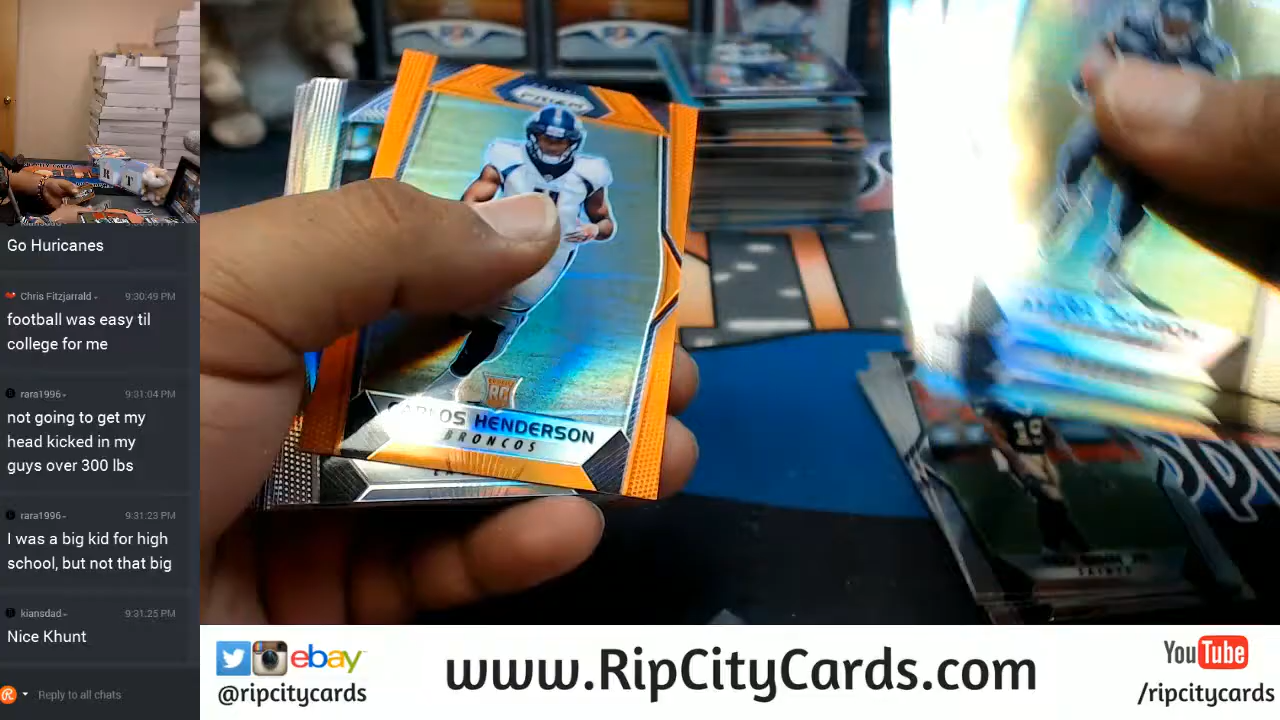 Go Huricanes
Chris Fitzjarrald
9:30:49 PM
football was easy til
college for me
rara1996
9:31:04 PM
not going to get my
head kicked in my
guys over 300 lbs
rara1996
9:31:23 PM
I was a big kid for high
school, but not that big
kiansdad
9:31:25 PM
Nice Khunt
Reply to all chats
PRIZM
RC
CARLOS HENDERSON
BRONCOS
SAINTS
ebay
@ripcitycards
www.RipCityCards.com
YouTube
/ripcitycards